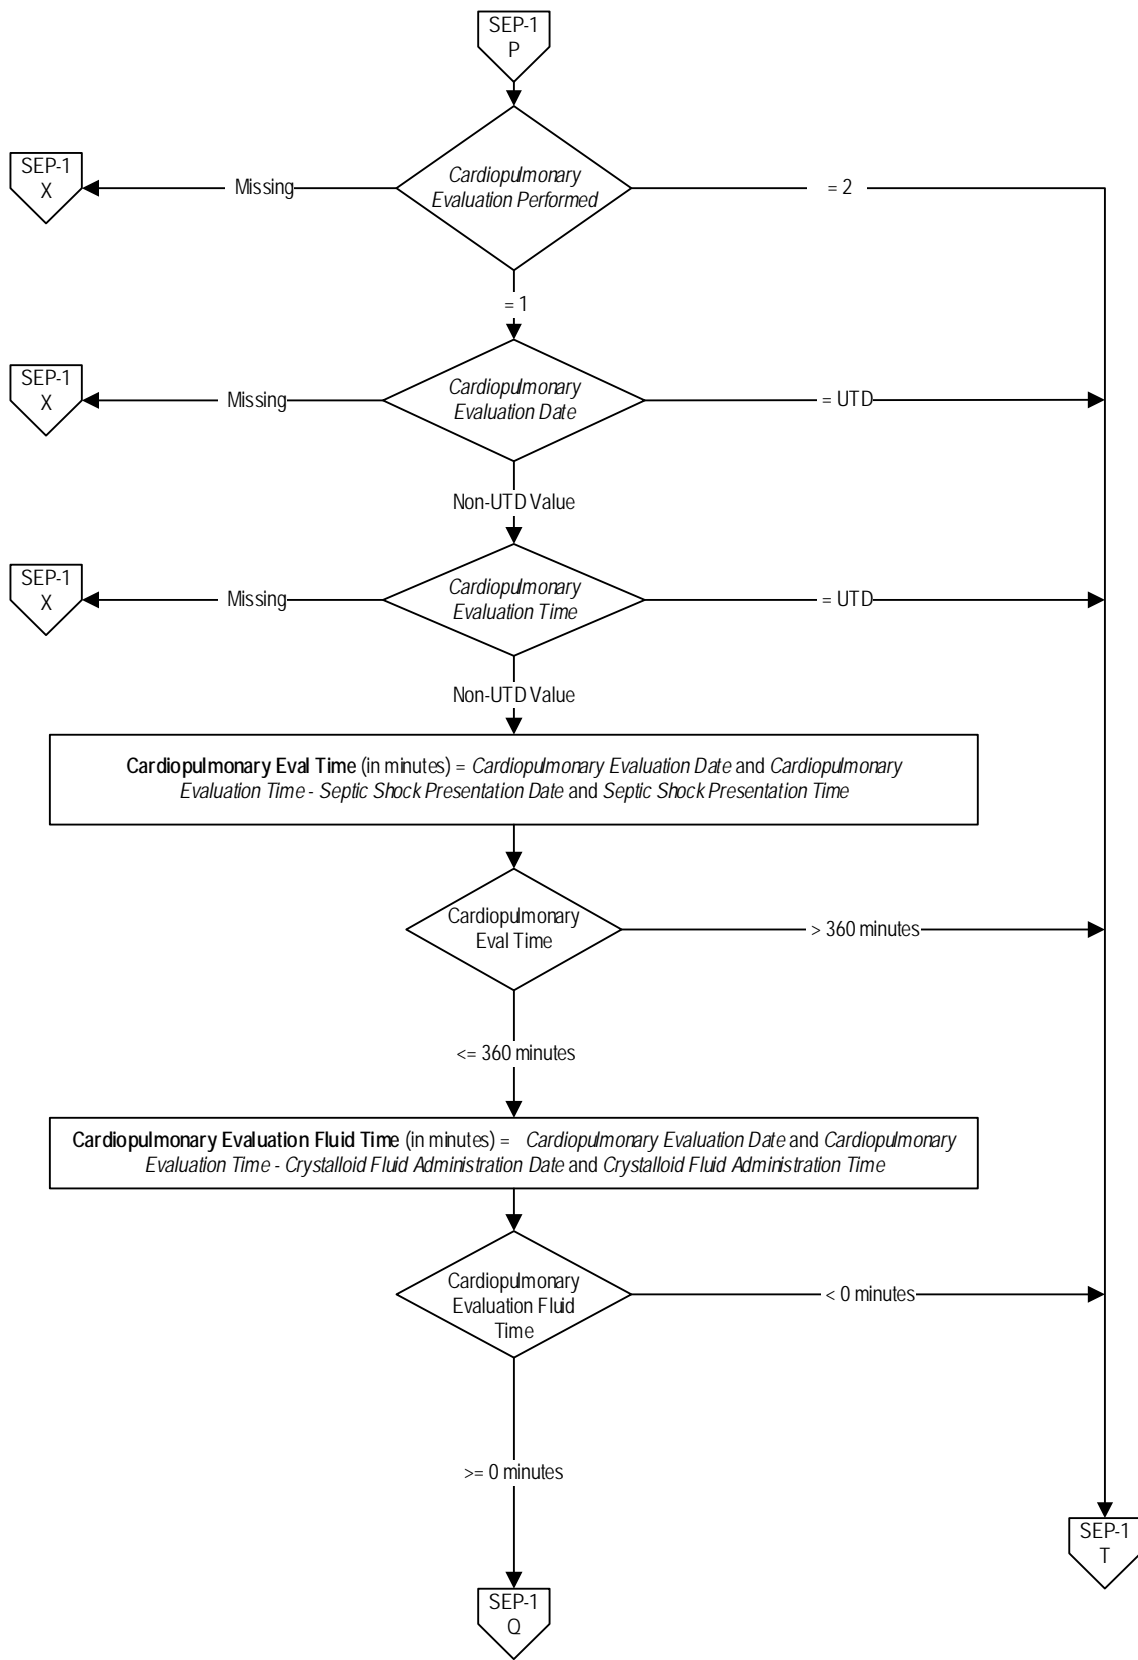 SEP-1
P
SEP-1
X
Missing
Cardiopulmonary
Evaluation Performed
= 2
= 1
SEP-1
X
Missing
Cardiopulmonary
Evaluation Date
= UTD
Non-UTD Value
SEP-1
X
Missing
Cardiopulmonary
Evaluation Time
= UTD
Non-UTD Value
Cardiopulmonary Eval Time (in minutes) = Cardiopulmonary Evaluation Date and Cardiopulmonary
Evaluation Time - Septic Shock Presentation Date and Septic Shock Presentation Time
Cardiopulmonary
Eval Time
> 360 minutes
<= 360 minutes
Cardiopulmonary Evaluation Fluid Time (in minutes) = Cardiopulmonary Evaluation Date and Cardiopulmonary
Evaluation Time - Crystalloid Fluid Administration Date and Crystalloid Fluid Administration Time
Cardiopulmonary
Evaluation Fluid
Time
< 0 minutes
>= 0 minutes
SEP-1
T
SEP-1
Q